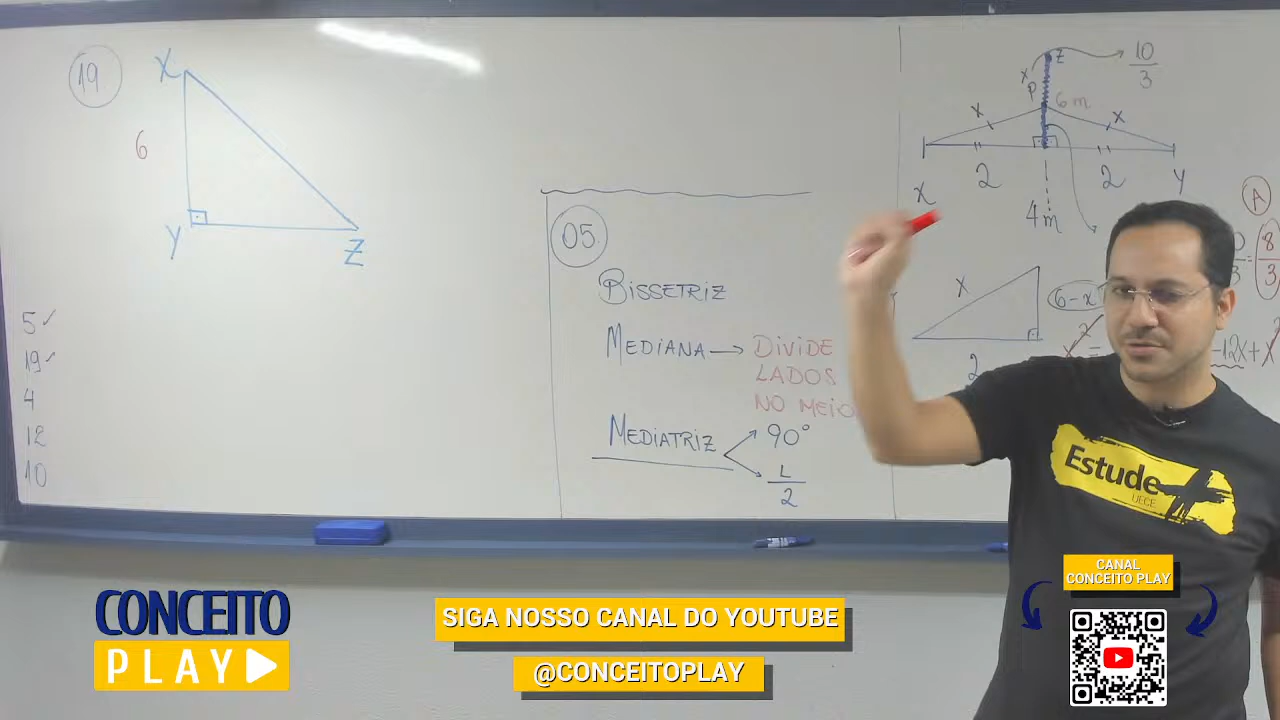 19
X
6
Y
Z
5 ✓
19 ✓
4
12
10
05
BISSETRIZ
MEDIANA → DIVIDE
LADOS
NO MEIO
MEDIATRIZ
90°
L/2
Z
10/3
x
P
6m
x
x
2
2
X
Y
4m
A
8/3
x
6-x
2
-12x+x
Estude +
UECE
CANAL
CONCEITO PLAY
CONCEITO
PLAY
SIGA NOSSO CANAL DO YOUTUBE
@CONCEITOPLAY